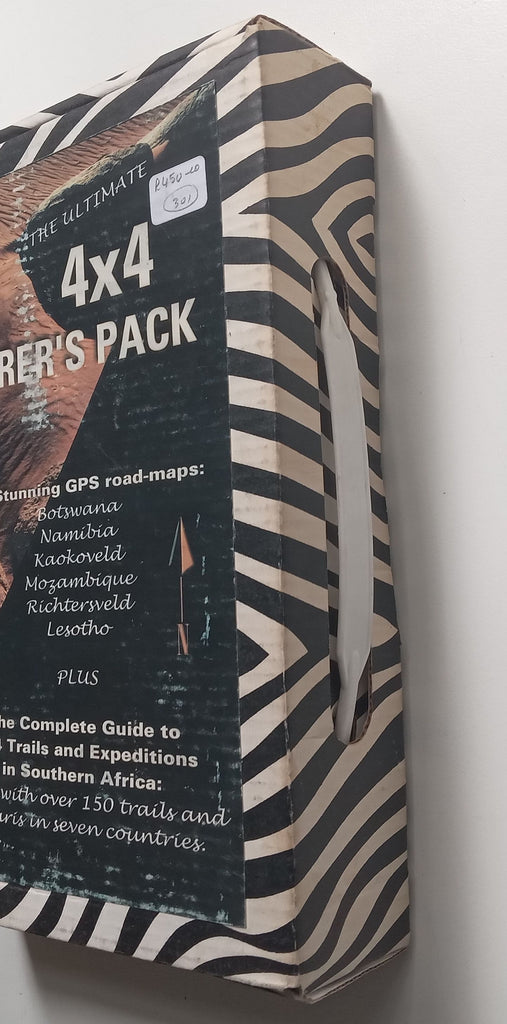 THE ULTIMATE
R450-00
301
4x4
RER'S PACK
Stunning GPS road-maps:
Botswana
Namibia
Kaokoveld
Mozambique
Richtersveld
Lesotho
N
PLUS
he Complete Guide to
Trails and Expeditions
in Southern Africa:
with over 150 trails and
aris in seven countries.